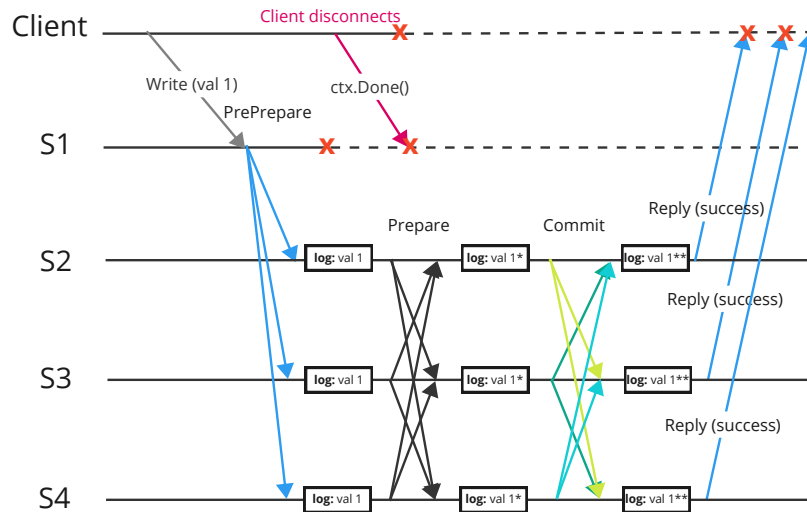 Client disconnects
Client
X
X
X
Write (val 1)
ctx.Done()
PrePrepare
S1
X
X
Reply (success)
Prepare
Commit
S2
log: val 1
log: val 1*
log: val 1**
Reply (success)
S3
log: val 1
log: val 1*
log: val 1**
Reply (success)
S4
log: val 1
log: val 1*
log: val 1**